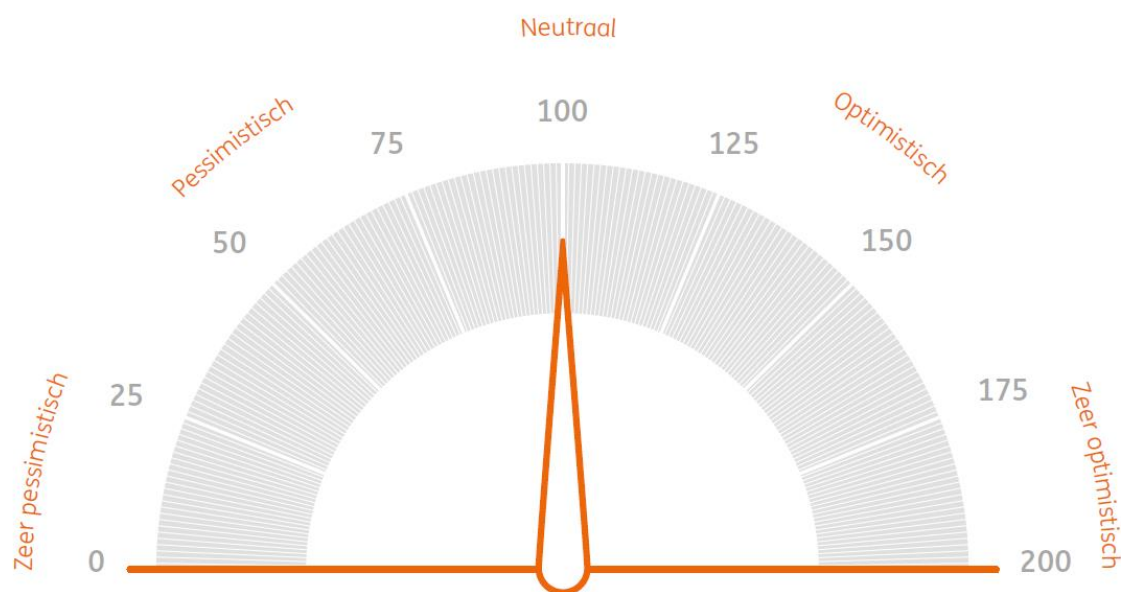 Neutraal
Pessimistisch
Optimistisch
100
75
125
50
150
25
175
Zeer pessimistisch
Zeer optimistisch
0
200